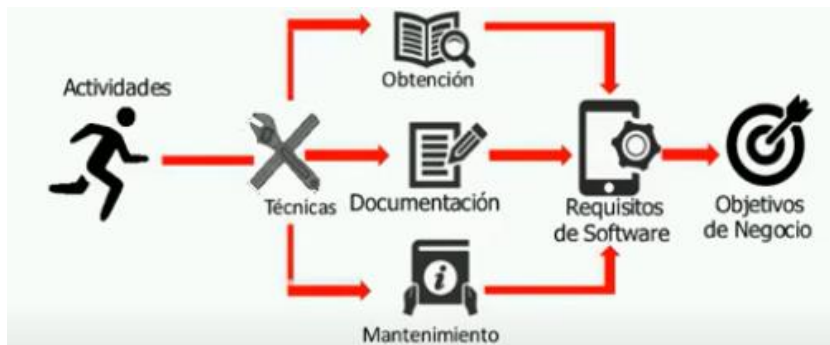 Actividades
Técnicas
Obtención
Documentación
Mantenimiento
Requisitos
de Software
Objetivos
de Negocio